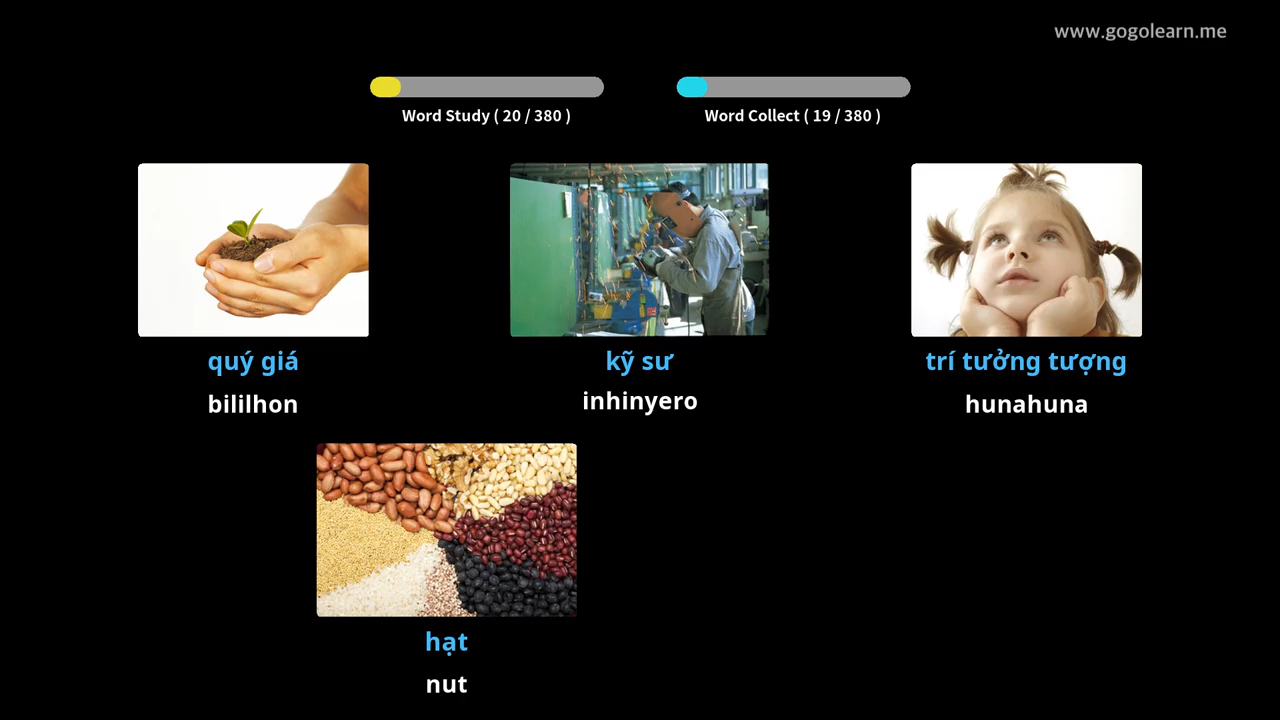 www.gogolearn.me
Word Study ( 20 / 380 )
Word Collect ( 19 / 380 )
quý giá
bililhon
kỹ sư
inhinyero
trí tưởng tượng
hunahuna
hạt
nut